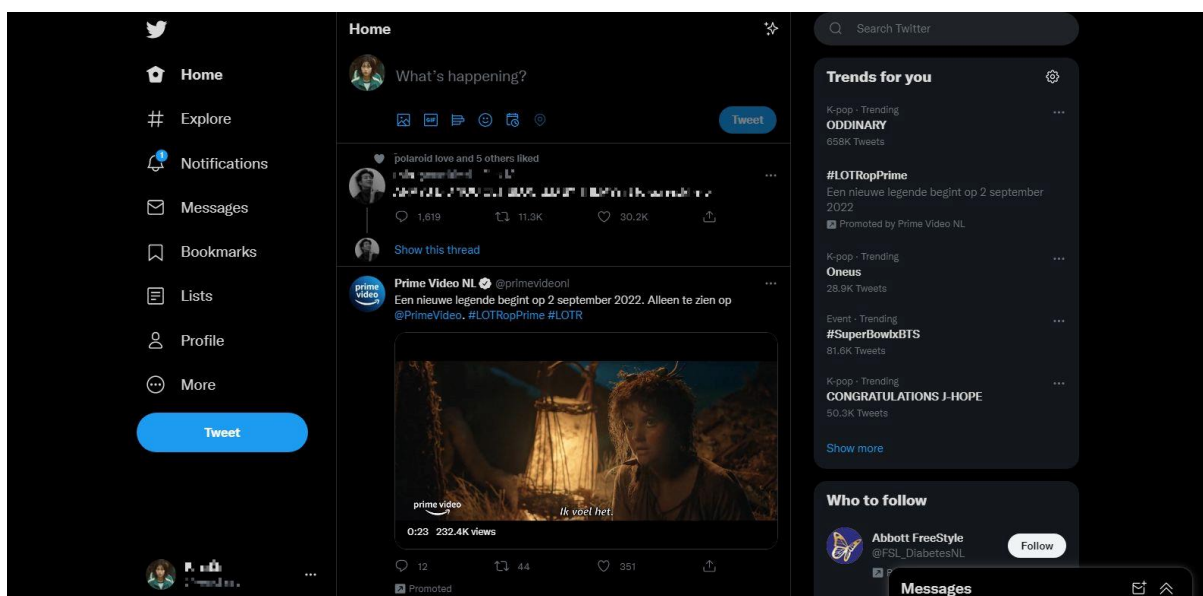 Home
Explore
Notifications
1
Messages
Bookmarks
Lists
Profile
More
Tweet
Home
What's happening?
GIF
Tweet
polaroid love and 5 others liked
1,619 11.3K 30.2K
Show this thread
prime video
Prime Video NL @primevideonl
Een nieuwe legende begint op 2 september 2022. Alleen te zien op
@PrimeVideo. #LOTRopPrime #LOTR
prime video
Ik voel het.
0:23 232.4K views
12 44 351
Promoted
Search Twitter
Trends for you
K-pop · Trending
ODDINARY
658K Tweets
#LOTRopPrime
Een nieuwe legende begint op 2 september
2022
Promoted by Prime Video NL
K-pop · Trending
Oneus
28.9K Tweets
Event · Trending
#SuperBowlxBTS
81.6K Tweets
K-pop · Trending
CONGRATULATIONS J-HOPE
50.3K Tweets
Show more
Who to follow
Abbott FreeStyle
@FSL_DiabetesNL
Follow
Messages